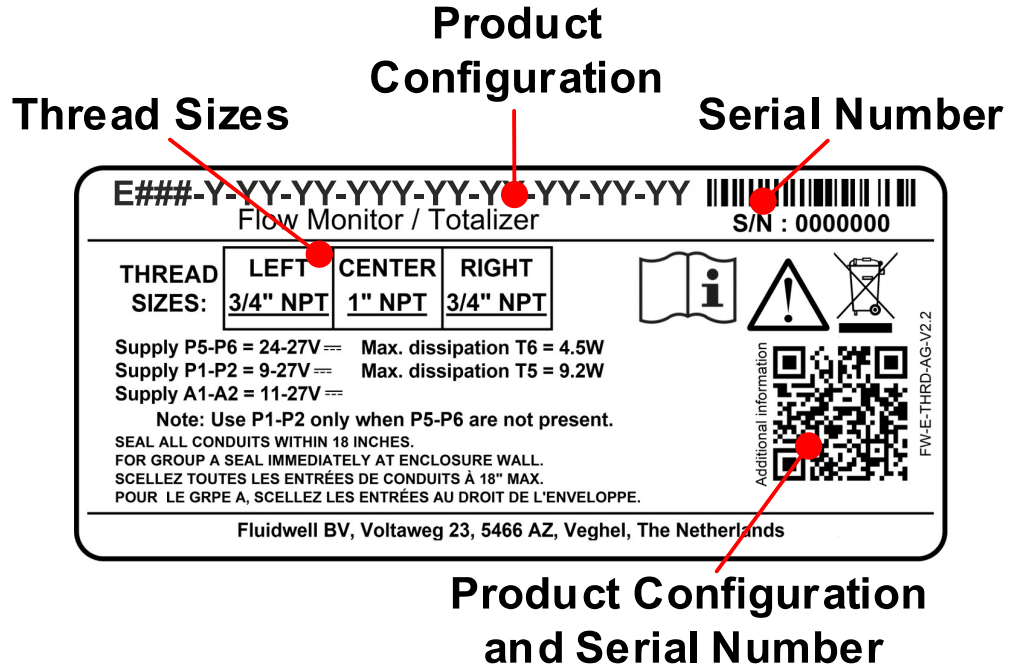 Product
Configuration
Thread Sizes
Serial Number
E###-Y-YY-YY-YYY-YY-YY-YY-YY-YY
Flow Monitor / Totalizer
S/N : 0000000
THREAD
SIZES:
LEFT CENTER RIGHT
3/4" NPT 1" NPT 3/4" NPT
Supply P5-P6 = 24-27V⎓ Max. dissipation T6 = 4.5W
Supply P1-P2 = 9-27V⎓ Max. dissipation T5 = 9.2W
Supply A1-A2 = 11-27V⎓
Note: Use P1-P2 only when P5-P6 are not present.
SEAL ALL CONDUITS WITHIN 18 INCHES.
FOR GROUP A SEAL IMMEDIATELY AT ENCLOSURE WALL.
SCELLEZ TOUTES LES ENTRÉES DE CONDUITS À 18" MAX.
POUR LE GRPE A, SCELLEZ LES ENTRÉES AU DROIT DE L'ENVELOPPE.
Additional information
FW-E-THRD-AG-V2.2
Fluidwell BV, Voltaweg 23, 5466 AZ, Veghel, The Netherlands
Product Configuration
and Serial Number